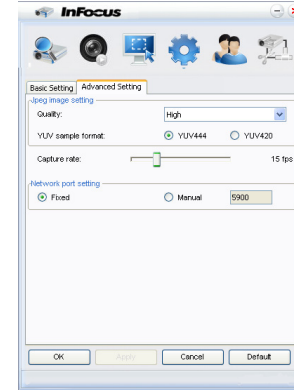 InFocus
Basic Setting Advanced Setting
Jpeg image setting
Quality: High
YUV sample format: YUV444 YUV420
Capture rate: 15 fps
Network port setting
Fixed Manual 5900
OK Apply Cancel Default